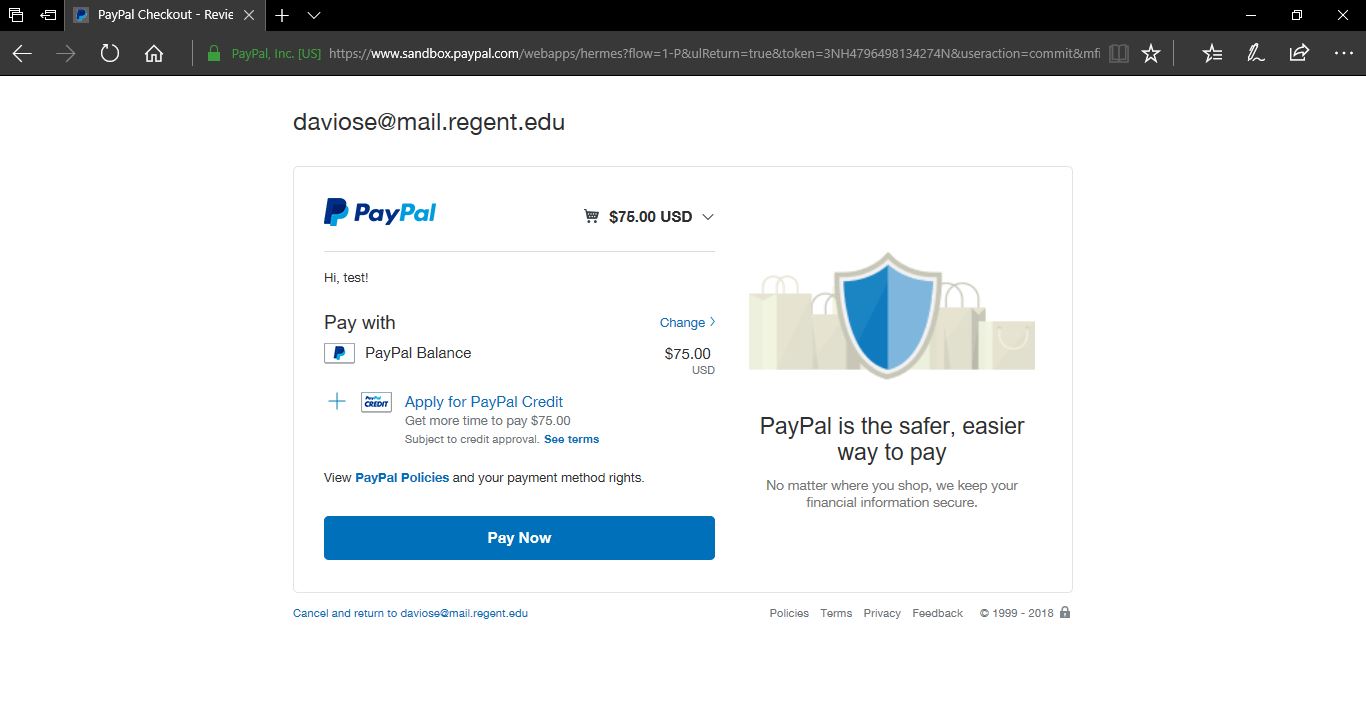 PayPal Checkout - Revie
PayPal, Inc. [US] https://www.sandbox.paypal.com/webapps/hermes?flow=1-P&ulReturn=true&token=3NH4796498134274N&useraction=commit&mfi
daviose@mail.regent.edu
PayPal $75.00 USD
Hi, test!
Pay with Change
PayPal Balance $75.00
USD
PayPal CREDIT Apply for PayPal Credit
Get more time to pay $75.00
Subject to credit approval. See terms
View PayPal Policies and your payment method rights.
Pay Now
PayPal is the safer, easier
way to pay
No matter where you shop, we keep your
financial information secure.
Cancel and return to daviose@mail.regent.edu
Policies Terms Privacy Feedback © 1999 - 2018